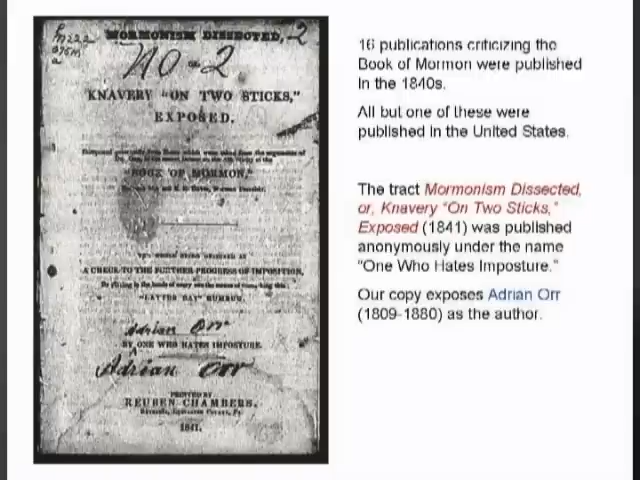 M222
MORMONISM DISSECTED, 2
NO 2
OR
KNAVERY "ON TWO STICKS,"
EXPOSED.
"BOOK OF MORMON,"
A CHECK TO THE FURTHER PROGRESS OF IMPOSITION,
"LATTER DAY" HUMBUG.
Adrian Orr
BY ONE WHO HATES IMPOSTURE.
Adrian Orr
PRINTED BY
REUBEN CHAMBERS,
1841.
16 publications criticizing the
Book of Mormon were published
in the 1840s.
All but one of these were
published in the United States.
The tract Mormonism Dissected,
or, Knavery "On Two Sticks,"
Exposed (1841) was published
anonymously under the name
"One Who Hates Imposture."
Our copy exposes Adrian Orr
(1809-1880) as the author.